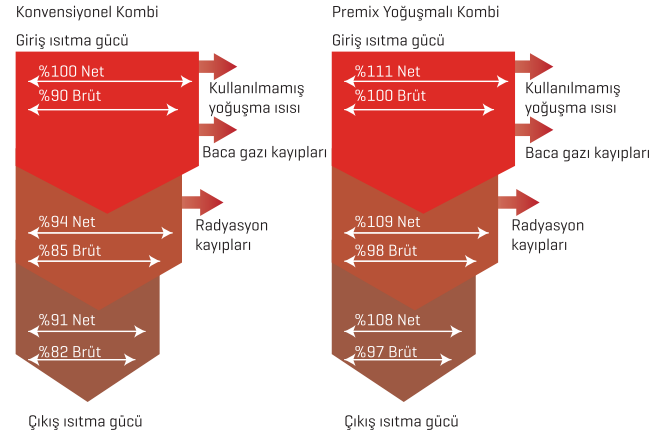 Konvensiyonel Kombi
Giriş ısıtma gücü
%100 Net
%90 Brüt
Kullanılmamış
yoğuşma ısısı
Baca gazı kayıpları
%94 Net
%85 Brüt
Radyasyon
kayıpları
%91 Net
%82 Brüt
Çıkış ısıtma gücü
Premix Yoğuşmalı Kombi
Giriş ısıtma gücü
%111 Net
%100 Brüt
Kullanılmamış
yoğuşma ısısı
Baca gazı kayıpları
%109 Net
%98 Brüt
Radyasyon
kayıpları
%108 Net
%97 Brüt
Çıkış ısıtma gücü